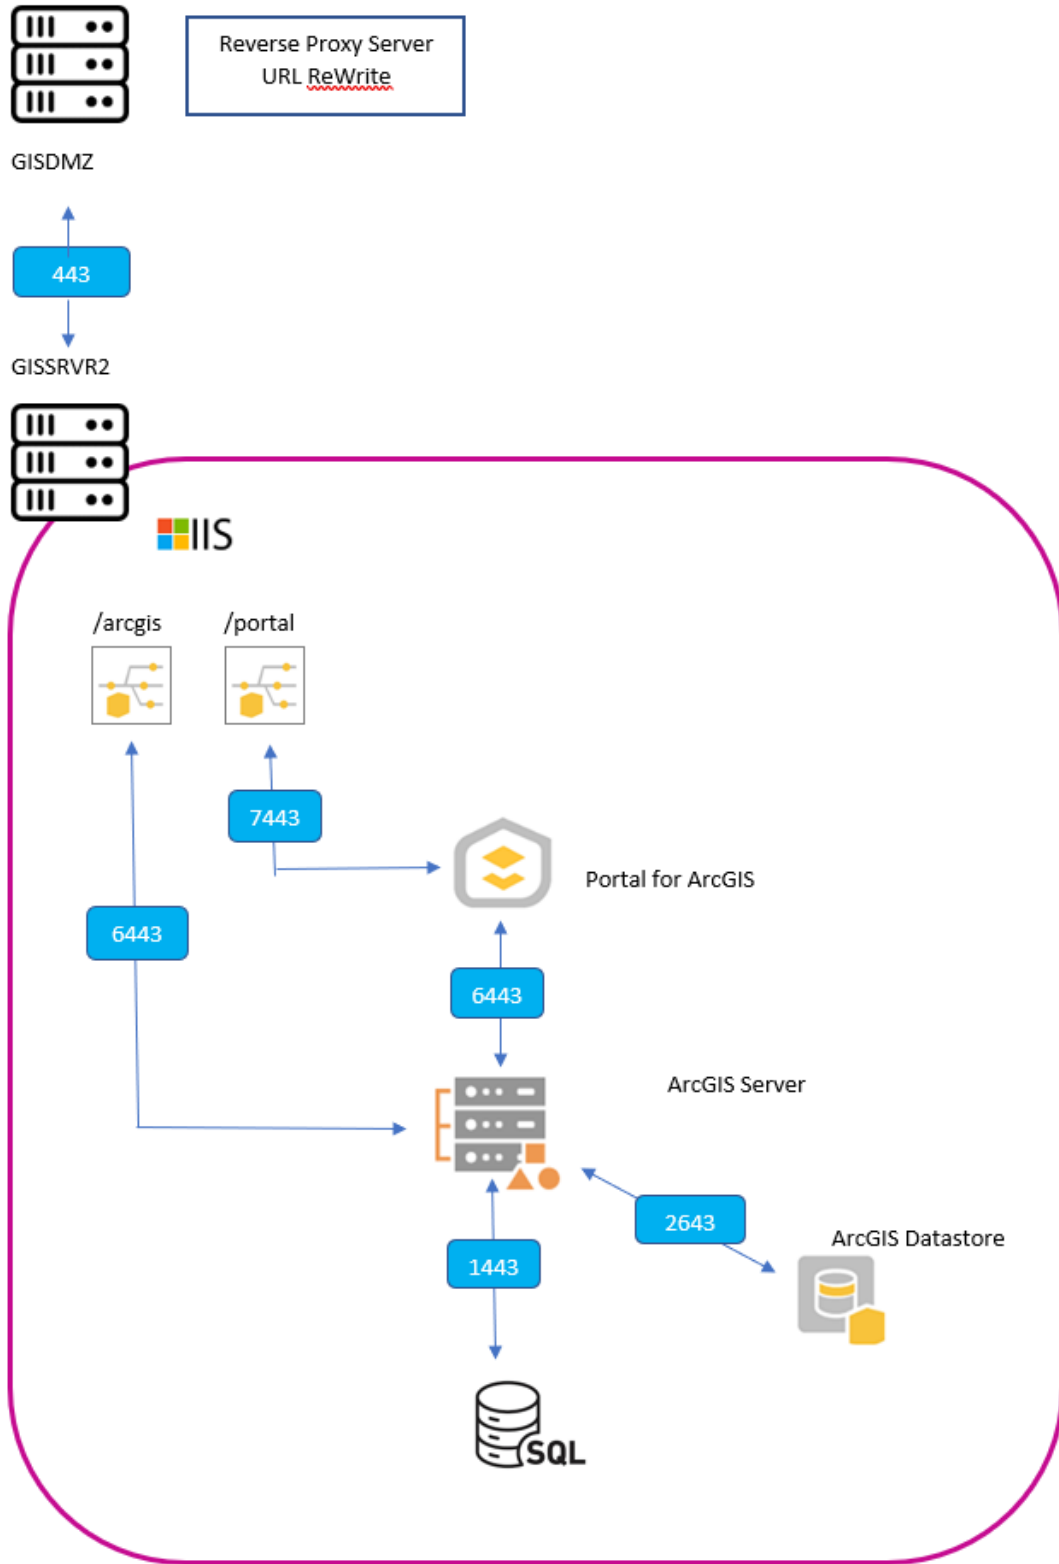 Reverse Proxy Server
URL ReWrite
GISDMZ
443
GISSRVR2
IIS
/arcgis
/portal
7443
Portal for ArcGIS
6443
6443
ArcGIS Server
2643
ArcGIS Datastore
1443
SQL